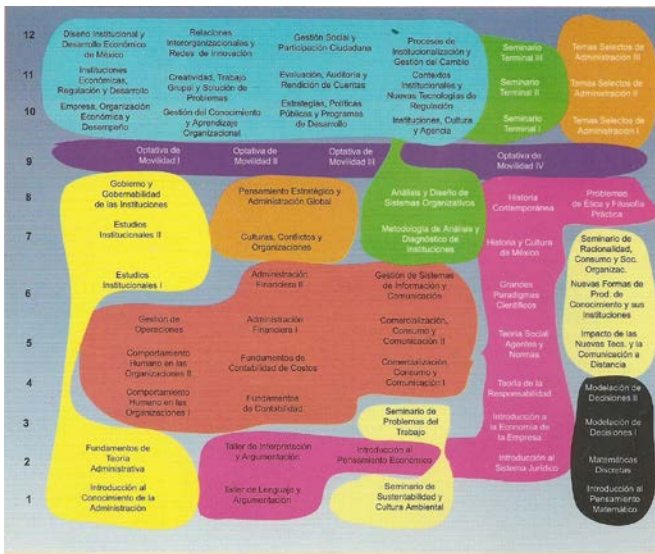 12
Diseño Institucional y
Desarrollo Económico de
México
Relaciones
Interorganizacionales y
Redes de Innovación
Gestión Social y
Participación Ciudadana
Procesos de
Institucionalización y
Gestión del Cambio
Seminario
Terminal III
Temas Selectos de
Administración III
11
Instituciones
Económicas,
Regulación y Desarrollo
Creatividad, Trabajo
Grupal y Solución de
Problemas
Evaluación, Auditoría y
Rendición de Cuentas
Contextos
Institucionales y
Nuevas Tecnologías de
Regulación
Seminario
Terminal II
Temas Selectos de
Administración II
10
Empresa, Organización
Económica y
Desempeño
Gestión del Conocimiento
y Aprendizaje
Organizacional
Estrategias, Políticas
Públicas y Programas
de Desarrollo
Instituciones, Cultura
y Agencia
Seminario
Terminal I
Temas Selectos de
Administración I
9
Optativa de
Movilidad I
Optativa de
Movilidad II
Optativa de
Movilidad III
Optativa de
Movilidad IV
8
Gobierno y
Gobernabilidad
de las Instituciones
Pensamiento Estratégico y
Administración Global
Análisis y Diseño de
Sistemas Organizativos
Historia
Contemporánea
Problemas
de Ética y Filosofía
Práctica
7
Estudios
Institucionales II
Culturas, Conflictos y
Organizaciones
Metodología de Análisis y
Diagnóstico de
Instituciones
Historia y Cultura
de México
Seminario de
Racionalidad,
Consumo y Soc.
Organizac.
6
Estudios
Institucionales I
Administración
Financiera II
Gestión de Sistemas
de Información y
Comunicación
Grandes
Paradigmas
Científicos
Nuevas Formas de
Prod. de
Conocimiento y sus
Instituciones
5
Gestión de
Operaciones
Administración
Financiera I
Comercialización,
Consumo y
Comunicación II
Teoría Social
Agentes y
Normas
Impacto de las
Nuevas Tecs. y la
Comunicación a
Distancia
4
Comportamiento
Humano en las
Organizaciones II
Fundamentos de
Contabilidad de Costos
Comercialización,
Consumo y
Comunicación I
Teoría de la
Responsabilidad
Modelación de
Decisiones II
3
Comportamiento
Humano en las
Organizaciones I
Fundamentos
de Contabilidad
Seminario de
Problemas del
Trabajo
Introducción a
la Economía de
la Empresa
Modelación de
Decisiones I
2
Fundamentos de
Teoría
Administrativa
Taller de Interpretación
y Argumentación
Introducción al
Pensamiento Económico
Introducción al
Sistema Jurídico
Matemáticas
Discretas
1
Introducción al
Conocimiento de la
Administración
Taller de Lenguaje y
Argumentación
Seminario de
Sustentabilidad y
Cultura Ambiental
Introducción al
Pensamiento
Matemático